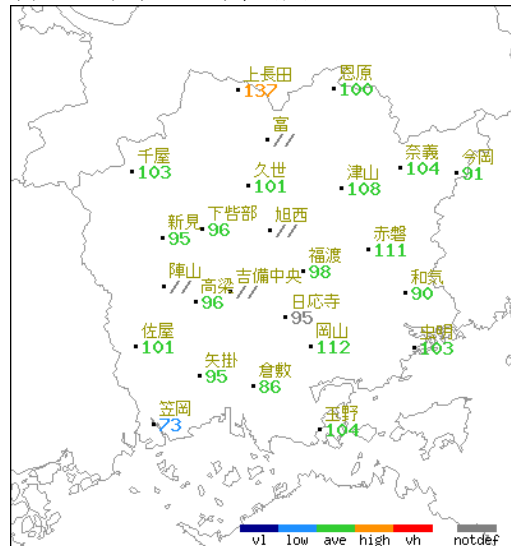 上長田
137
恩原
100
富
//
千屋
103
久世
101
津山
108
奈義
104
今岡
91
新見
95
下呰部
96
旭西
//
赤磐
111
福渡
98
陣山
//
高梁
96
吉備中央
//
日応寺
95
和気
90
佐屋
101
岡山
112
虫明
103
矢掛
95
倉敷
86
笠岡
73
玉野
104
vl low ave high vh notdef